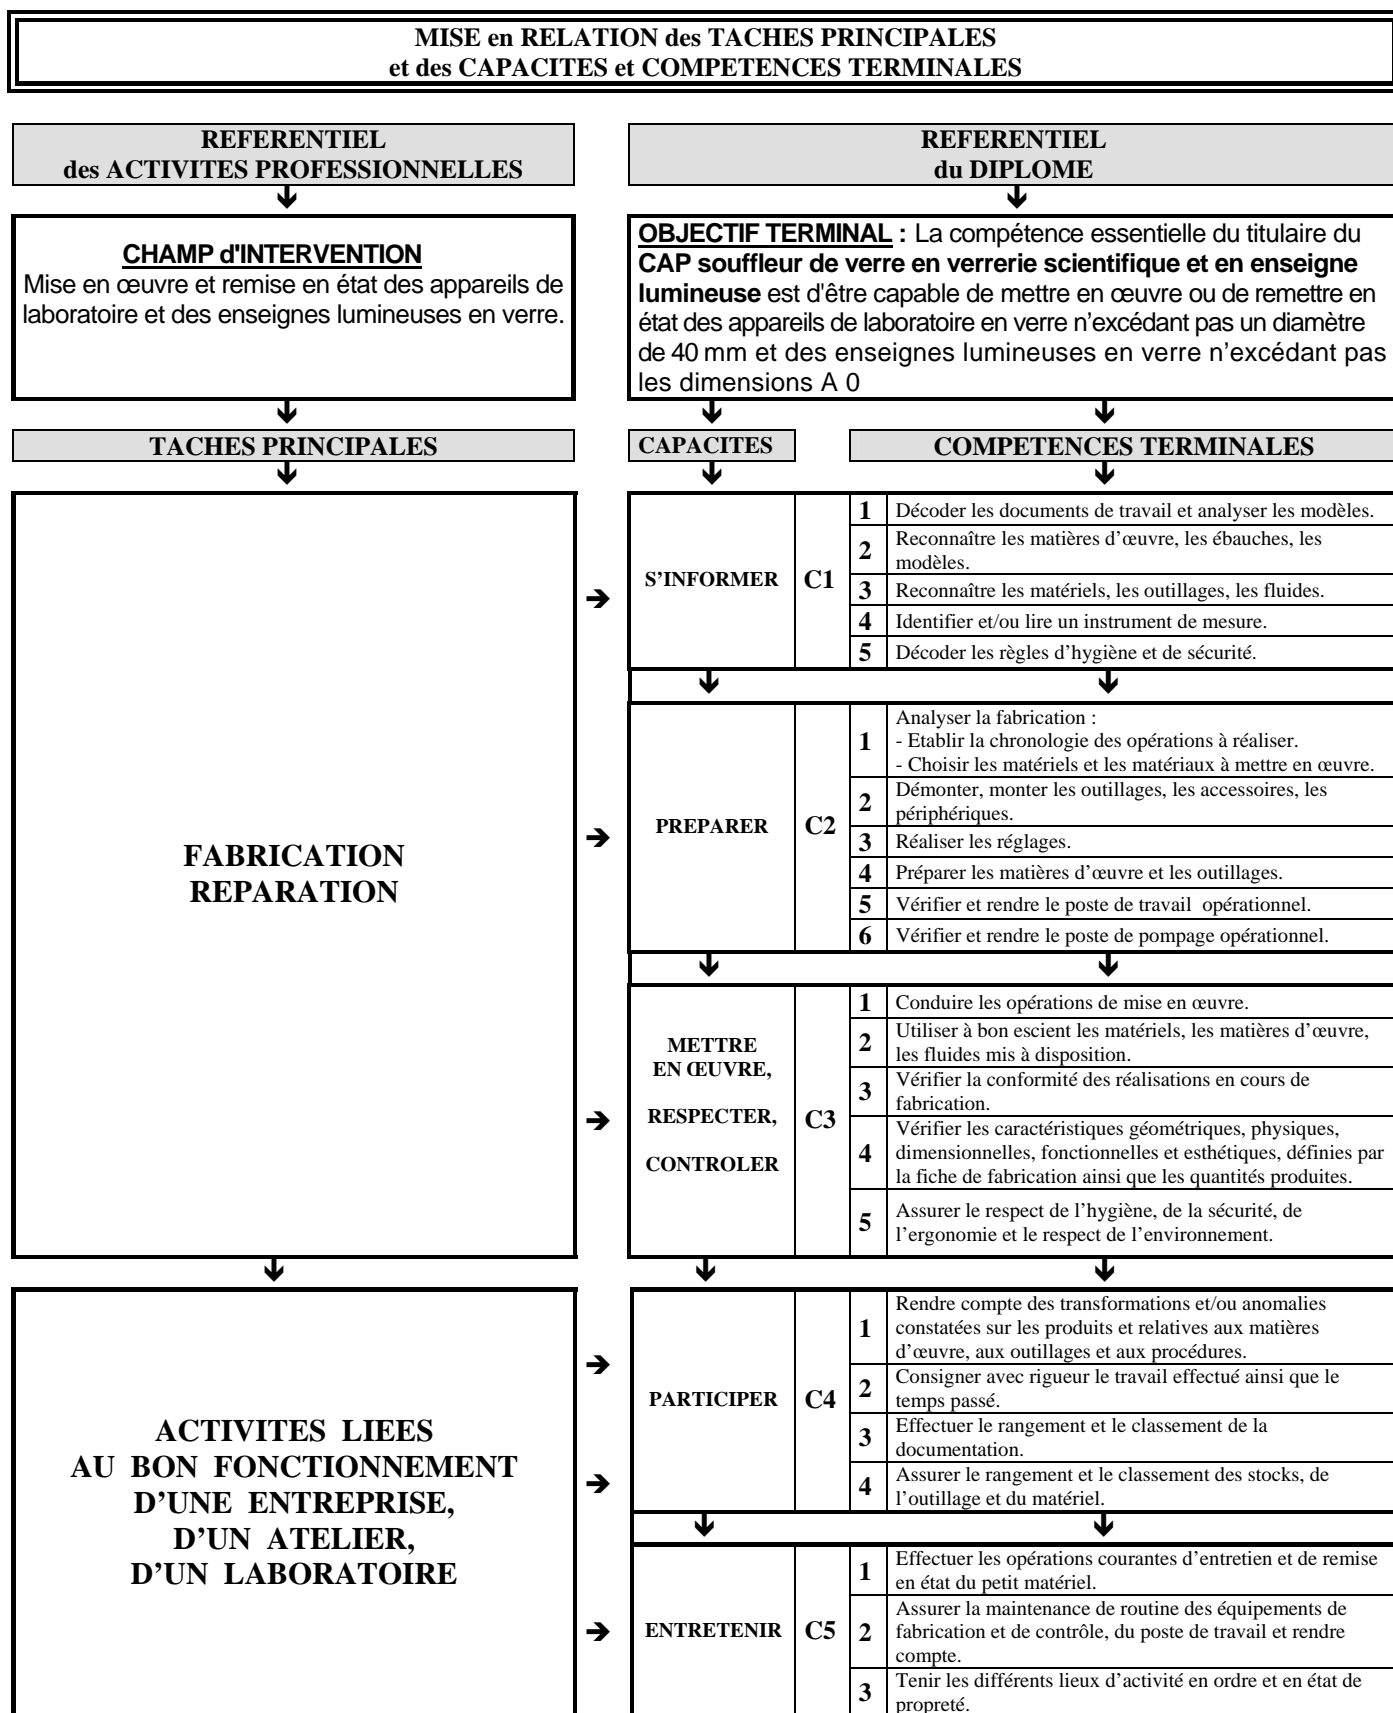 MISE en RELATION des TACHES PRINCIPALES
et des CAPACITES et COMPETENCES TERMINALES
REFERENTIEL
des ACTIVITES PROFESSIONNELLES
REFERENTIEL
du DIPLOME
CHAMP d'INTERVENTION
Mise en œuvre et remise en état des appareils de
laboratoire et des enseignes lumineuses en verre.
OBJECTIF TERMINAL : La compétence essentielle du titulaire du
CAP souffleur de verre en verrerie scientifique et en enseigne
lumineuse est d'être capable de mettre en œuvre ou de remettre en
état des appareils de laboratoire en verre n’excédant pas un diamètre
de 40 mm et des enseignes lumineuses en verre n’excédant pas
les dimensions A 0
TACHES PRINCIPALES
CAPACITES
COMPETENCES TERMINALES
FABRICATION
REPARATION
S’INFORMER
C1
1 Décoder les documents de travail et analyser les modèles.
2 Reconnaître les matières d’œuvre, les ébauches, les
modèles.
3 Reconnaître les matériels, les outillages, les fluides.
4 Identifier et/ou lire un instrument de mesure.
5 Décoder les règles d’hygiène et de sécurité.
PREPARER
C2
1 Analyser la fabrication :
- Etablir la chronologie des opérations à réaliser.
- Choisir les matériels et les matériaux à mettre en œuvre.
2 Démonter, monter les outillages, les accessoires, les
périphériques.
3 Réaliser les réglages.
4 Préparer les matières d’œuvre et les outillages.
5 Vérifier et rendre le poste de travail opérationnel.
6 Vérifier et rendre le poste de pompage opérationnel.
METTRE
EN ŒUVRE,
RESPECTER,
CONTROLER
C3
1 Conduire les opérations de mise en œuvre.
2 Utiliser à bon escient les matériels, les matières d’œuvre,
les fluides mis à disposition.
3 Vérifier la conformité des réalisations en cours de
fabrication.
4 Vérifier les caractéristiques géométriques, physiques,
dimensionnelles, fonctionnelles et esthétiques, définies par
la fiche de fabrication ainsi que les quantités produites.
5 Assurer le respect de l’hygiène, de la sécurité, de
l’ergonomie et le respect de l’environnement.
ACTIVITES LIEES
AU BON FONCTIONNEMENT
D’UNE ENTREPRISE,
D’UN ATELIER,
D’UN LABORATOIRE
PARTICIPER
C4
1 Rendre compte des transformations et/ou anomalies
constatées sur les produits et relatives aux matières
d’œuvre, aux outillages et aux procédures.
2 Consigner avec rigueur le travail effectué ainsi que le
temps passé.
3 Effectuer le rangement et le classement de la
documentation.
4 Assurer le rangement et le classement des stocks, de
l’outillage et du matériel.
ENTRETENIR
C5
1 Effectuer les opérations courantes d’entretien et de remise
en état du petit matériel.
2 Assurer la maintenance de routine des équipements de
fabrication et de contrôle, du poste de travail et rendre
compte.
3 Tenir les différents lieux d’activité en ordre et en état de
propreté.